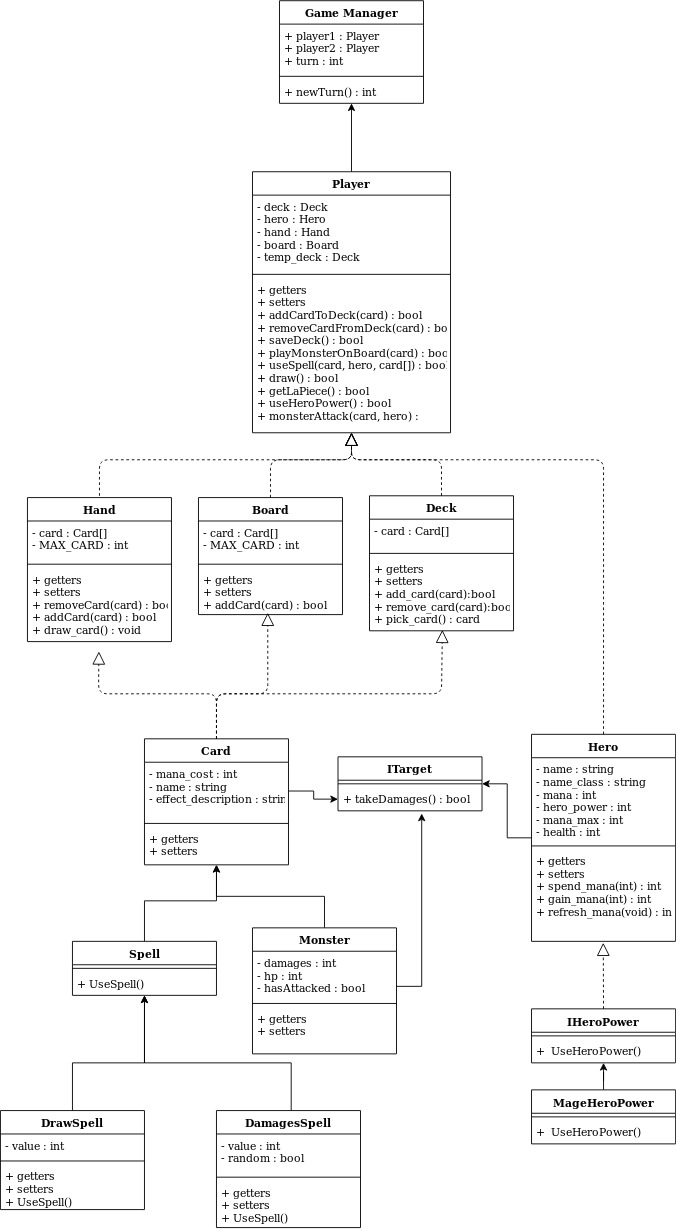 Game Manager
+ player1 : Player
+ player2 : Player
+ turn : int
+ newTurn() : int
Player
- deck : Deck
- hero : Hero
- hand : Hand
- board : Board
- temp_deck : Deck
+ getters
+ setters
+ addCardToDeck(card) : bool
+ removeCardFromDeck(card) : boo
+ saveDeck() : bool
+ playMonsterOnBoard(card) : boo
+ useSpell(card, hero, card[]) : bool
+ draw() : bool
+ getLaPiece() : bool
+ useHeroPower() : bool
+ monsterAttack(card, hero) :
Hand
- card : Card[]
- MAX_CARD : int
+ getters
+ setters
+ removeCard(card) : boo
+ addCard(card) : bool
+ draw_card() : void
Board
- card : Card[]
- MAX_CARD : int
+ getters
+ setters
+ addCard(card) : bool
Deck
- card : Card[]
+ getters
+ setters
+ add_card(card):bool
+ remove_card(card):boo
+ pick_card() : card
Card
- mana_cost : int
- name : string
- effect_description : strin
+ getters
+ setters
ITarget
+ takeDamages() : bool
Hero
- name : string
- name_class : string
- mana : int
- hero_power : int
- mana_max : int
- health : int
+ getters
+ setters
+ spend_mana(int) : int
+ gain_mana(int) : int
+ refresh_mana(void) : in
Spell
+ UseSpell()
Monster
- damages : int
- hp : int
- hasAttacked : bool
+ getters
+ setters
IHeroPower
+ UseHeroPower()
MageHeroPower
+ UseHeroPower()
DrawSpell
- value : int
+ getters
+ setters
+ UseSpell()
DamagesSpell
- value : int
- random : bool
+ getters
+ setters
+ UseSpell()